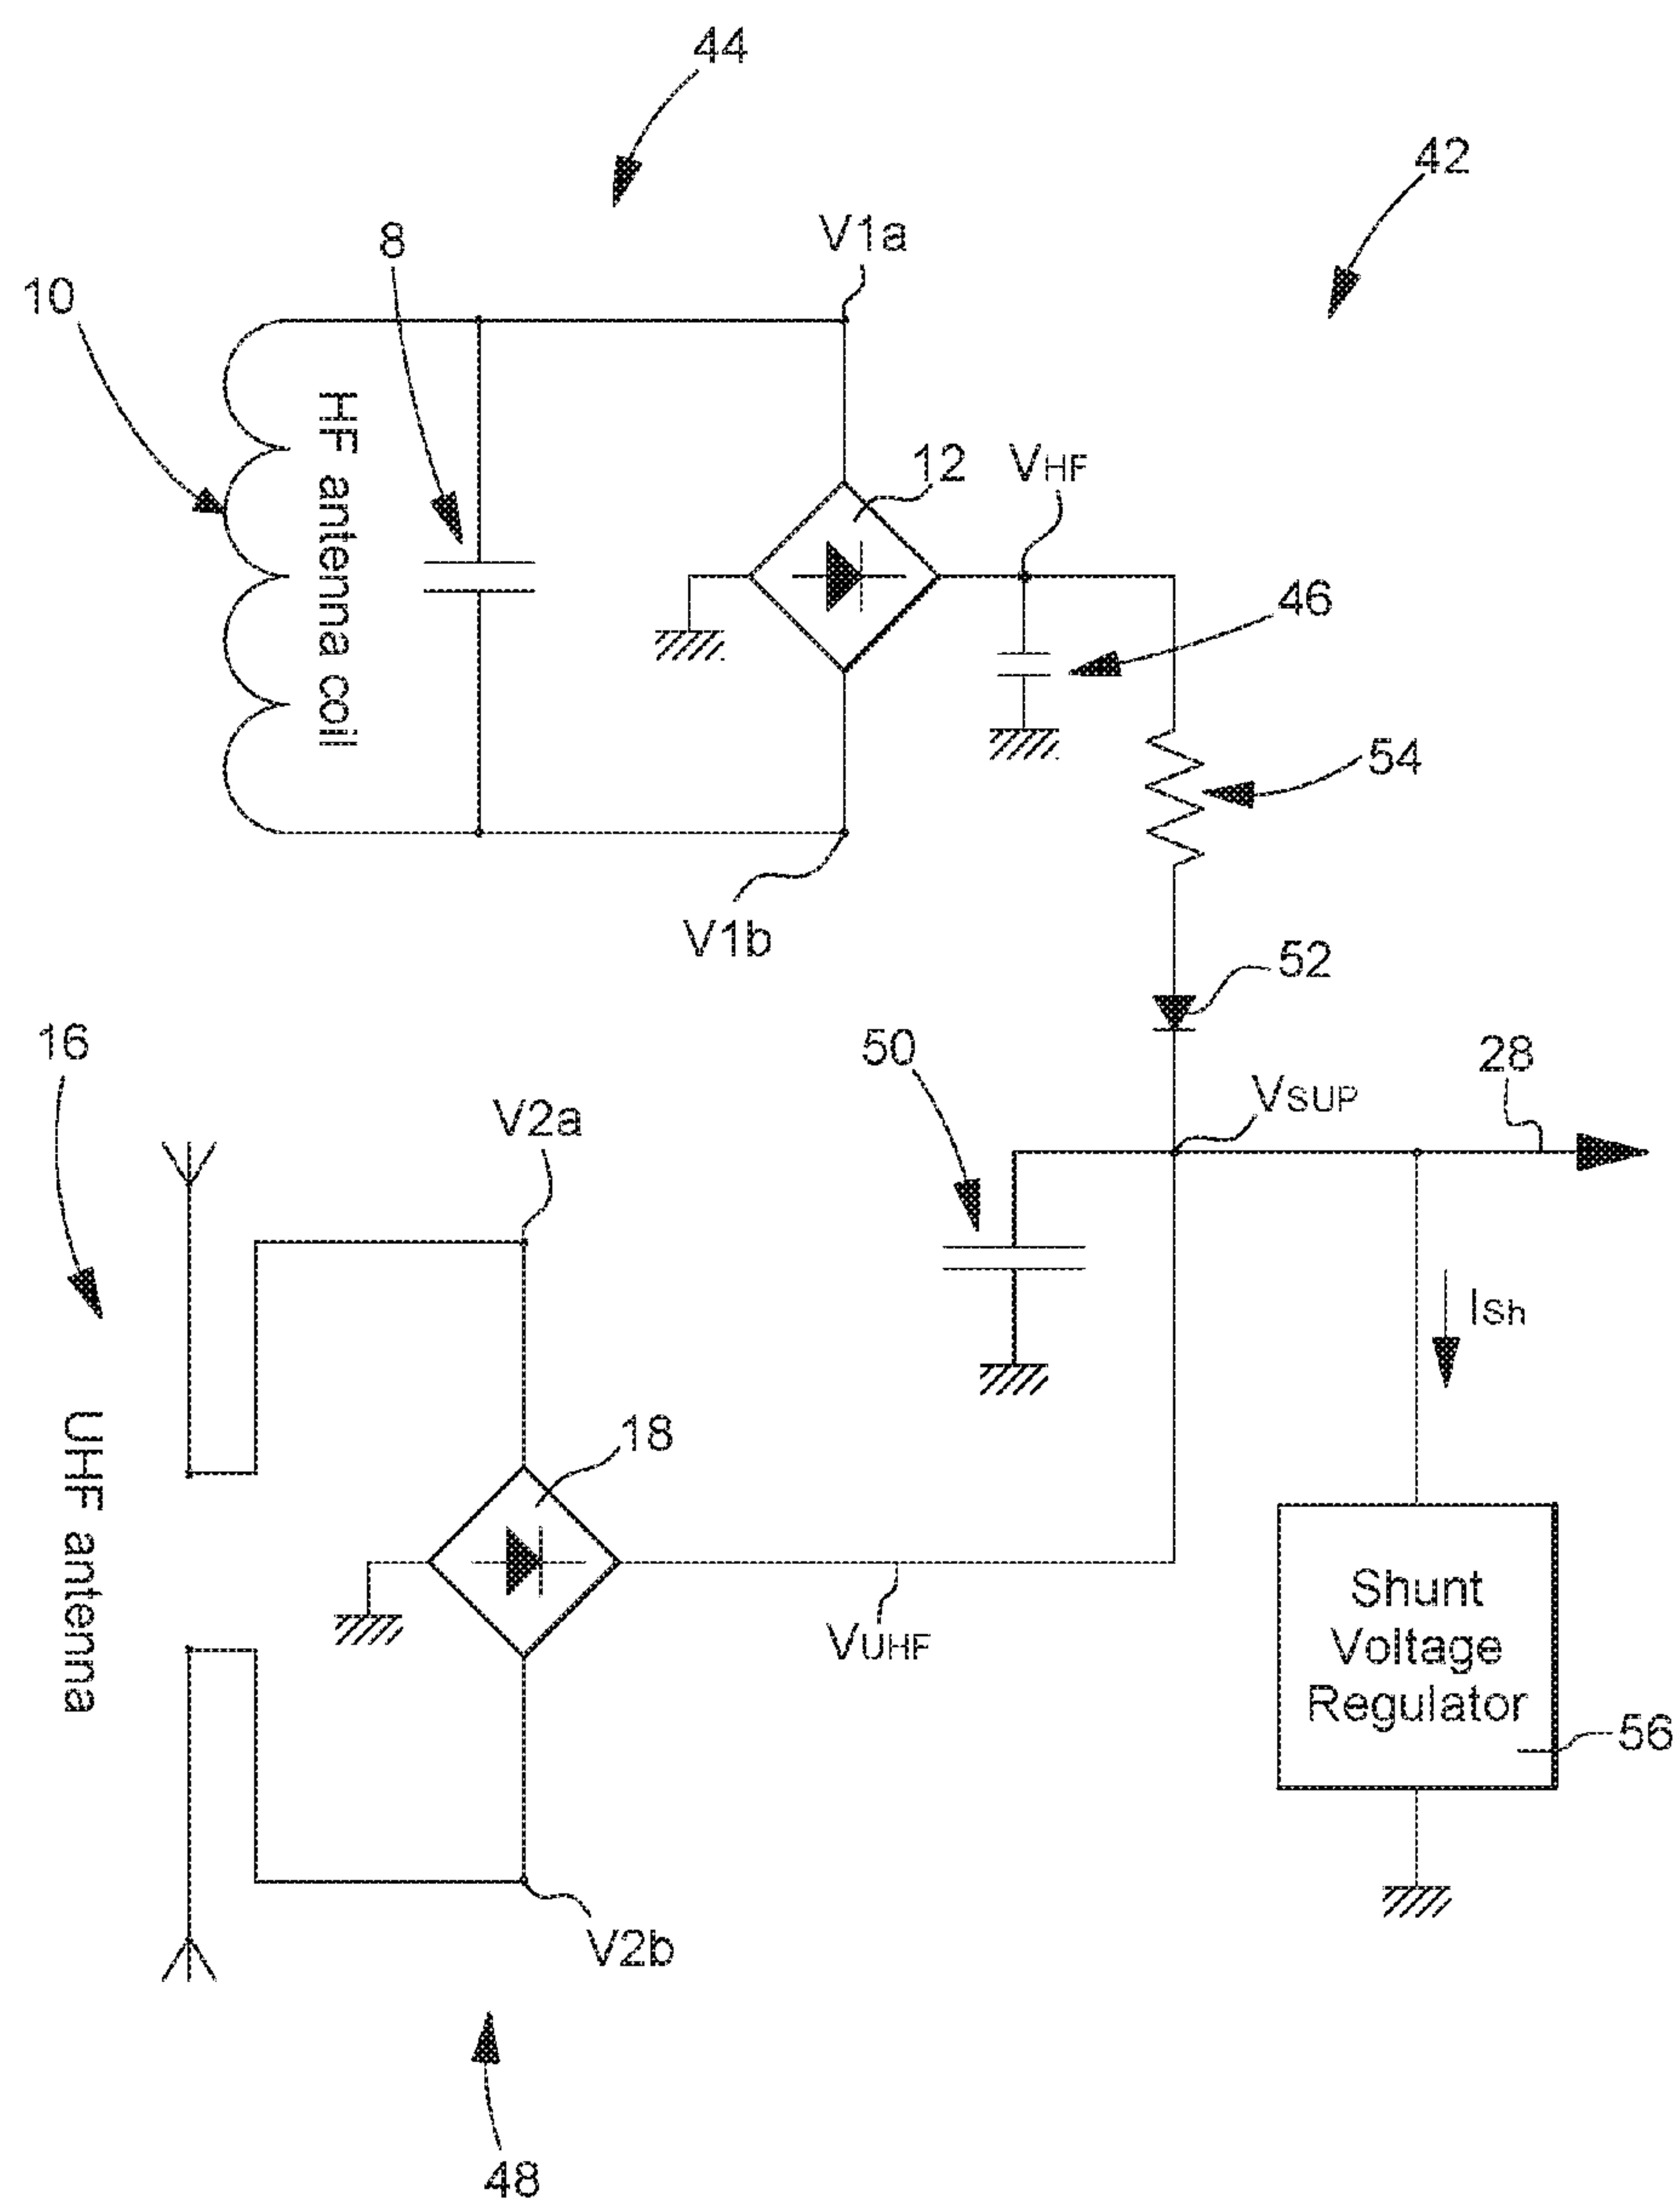 44
42
8
V1a
10
HF antenna coil
12
VHF
46
54
V1b
52
16
50
28
V2a
VSUP
ISh
UHF antenna
18
VUHF
Shunt
Voltage
Regulator
56
V2b
48